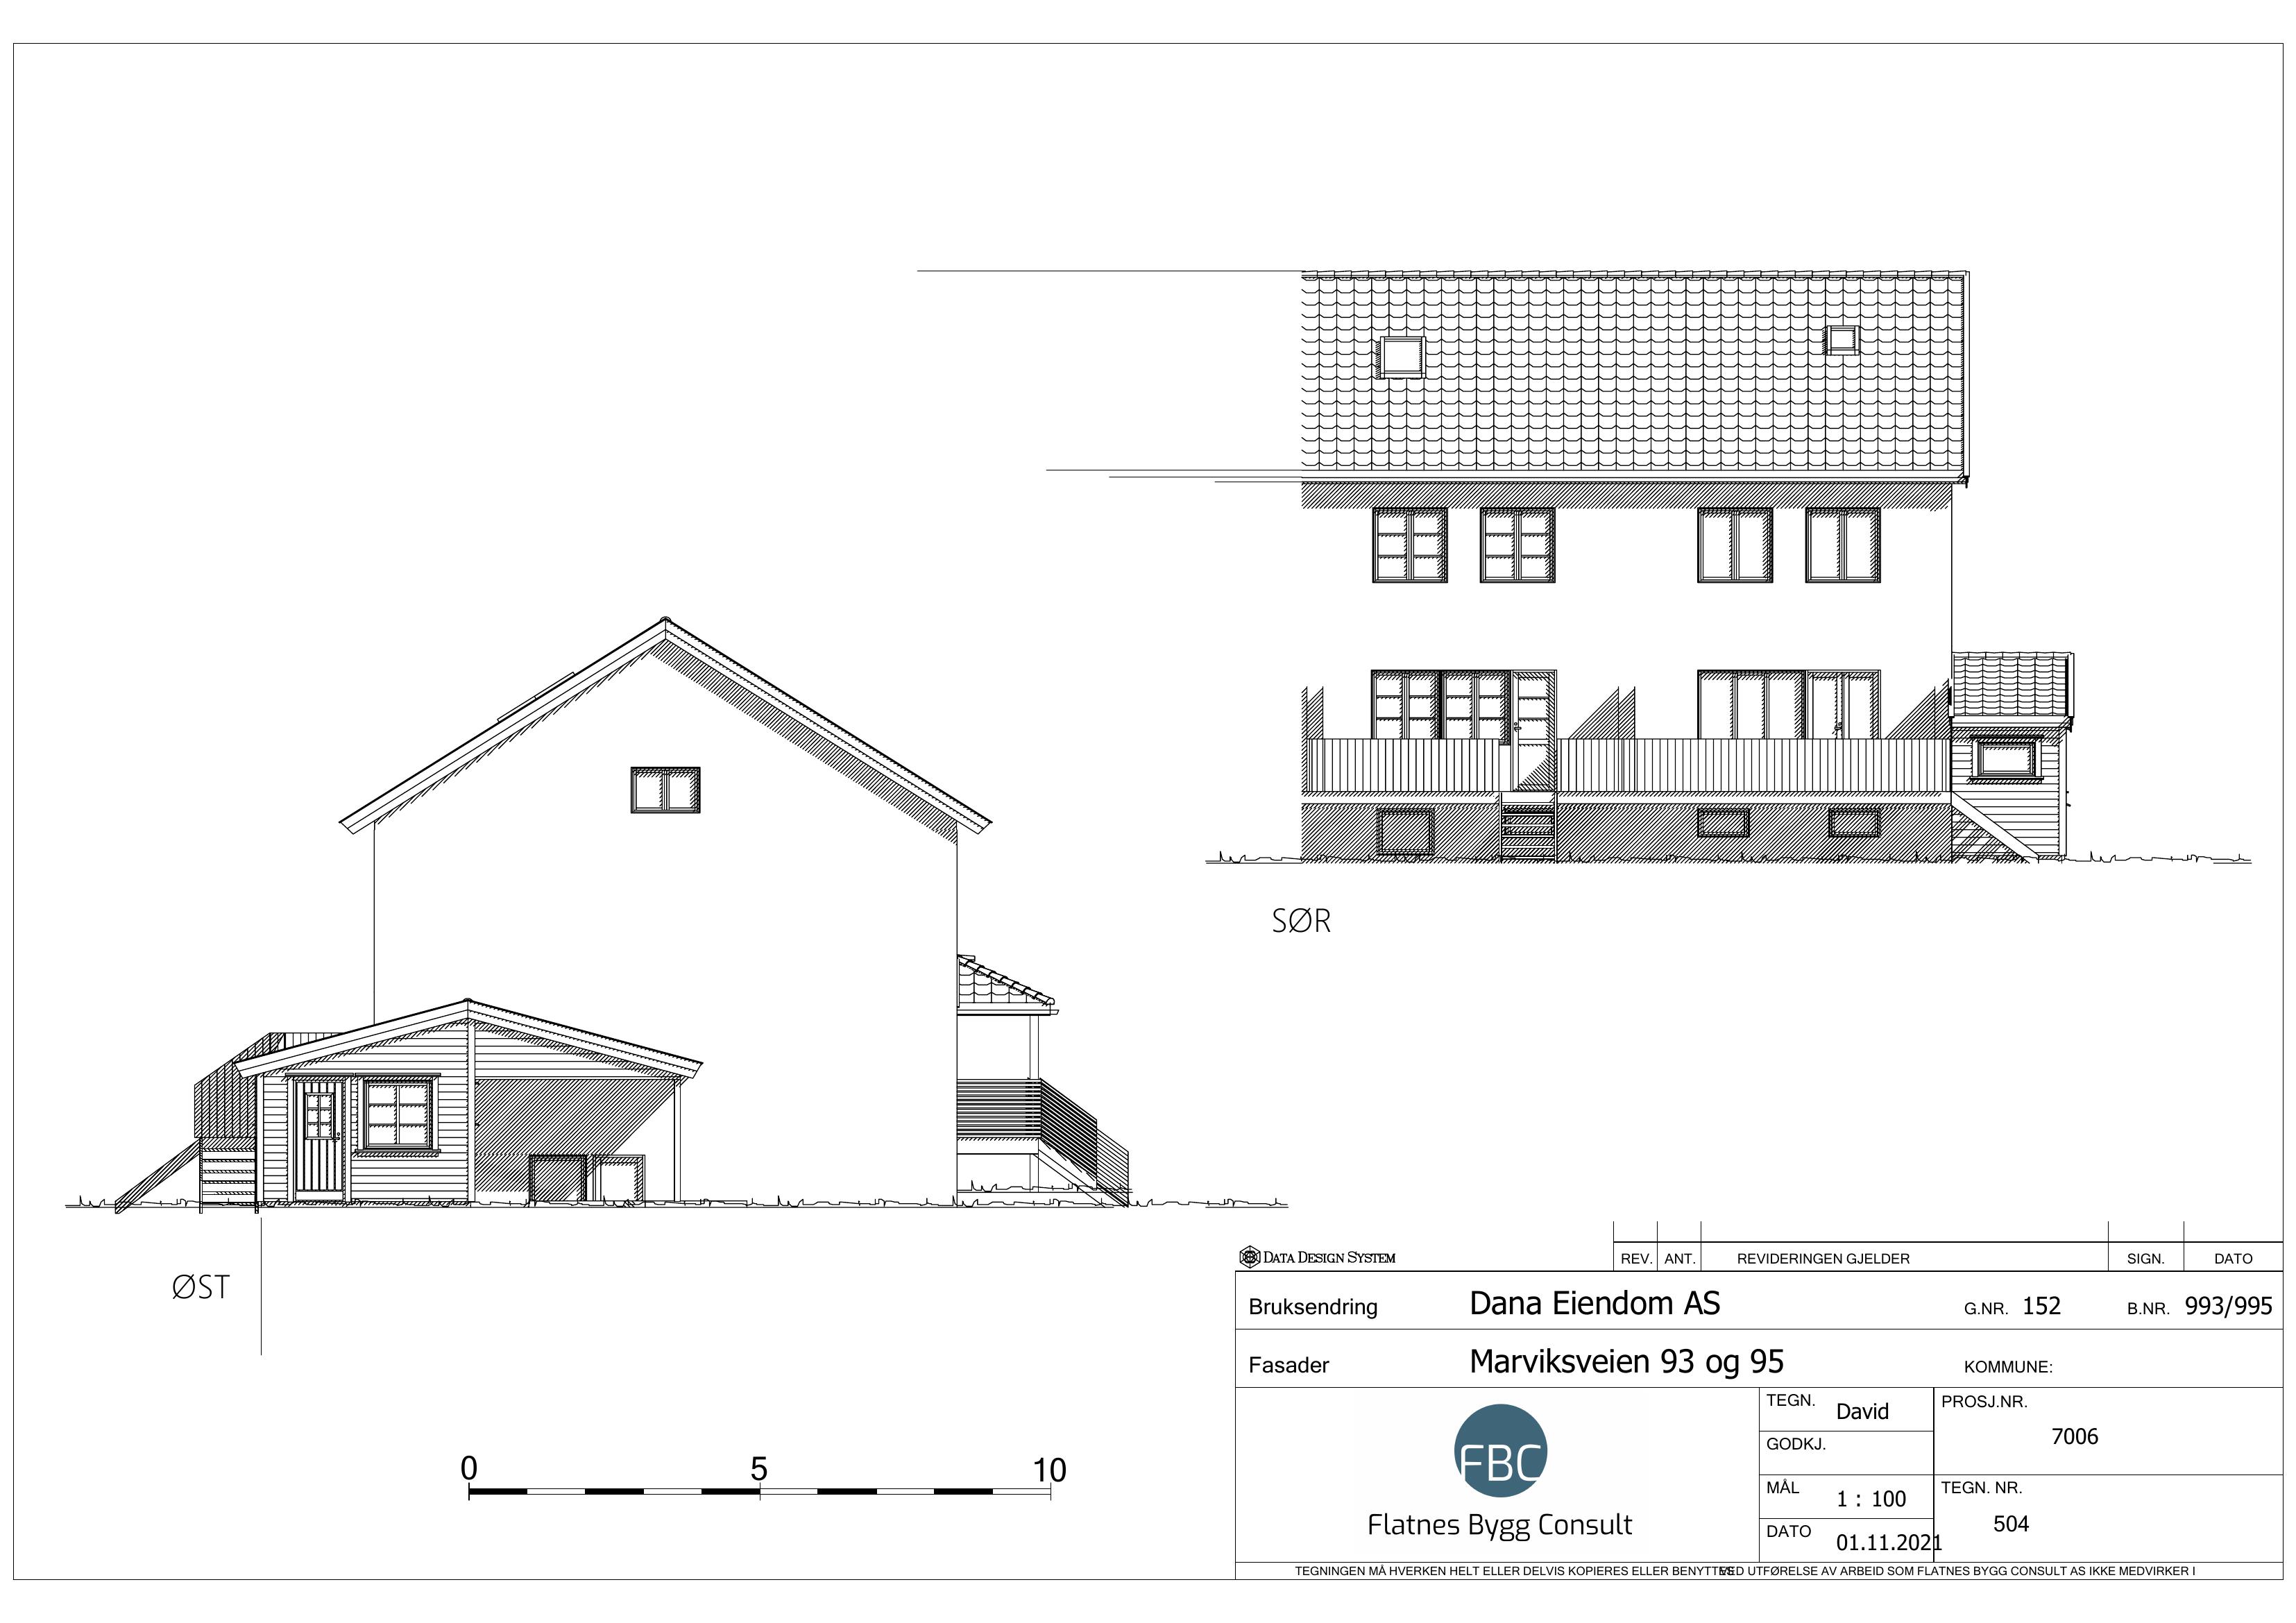 SØR
ØST
0 5 10
DATA DESIGN SYSTEM
REV. ANT. REVIDERINGEN GJELDER SIGN. DATO
Bruksendring Dana Eiendom AS G.NR. 152 B.NR. 993/995
Fasader Marviksveien 93 og 95 KOMMUNE:
FBC
Flatnes Bygg Consult
TEGN. David
GODKJ.
MÅL 1 : 100
DATO 01.11.2021
PROSJ.NR.
7006
TEGN. NR.
504
TEGNINGEN MÅ HVERKEN HELT ELLER DELVIS KOPIERES ELLER BENYTTES VED UTFØRELSE AV ARBEID SOM FLATNES BYGG CONSULT AS IKKE MEDVIRKER I